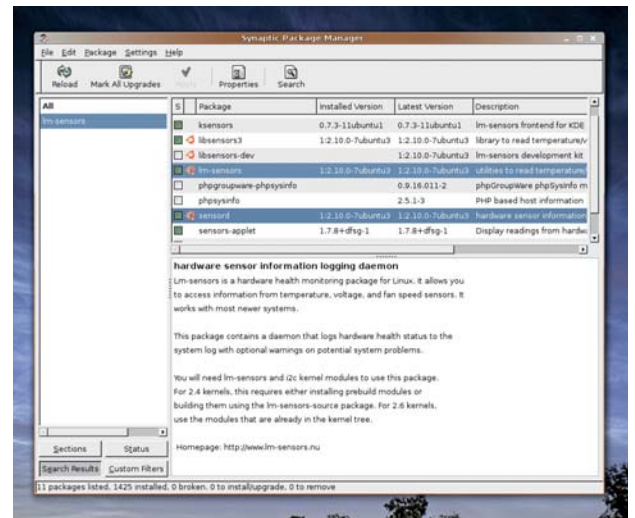 Synaptic Package Manager
File Edit Package Settings Help
Reload Mark All Upgrades Apply Properties Search
All
lm-sensors
S Package Installed Version Latest Version Description
ksensors 0.7.3-11ubuntu1 0.7.3-11ubuntu1 lm-sensors frontend for KDE
libsensors3 1:2.10.0-7ubuntu3 1:2.10.0-7ubuntu3 library to read temperature/v
libsensors-dev 1:2.10.0-7ubuntu3 lm-sensors development kit
lm-sensors 1:2.10.0-7ubuntu3 1:2.10.0-7ubuntu3 utilities to read temperature/
phpgroupware-phpsysinfo 0.9.16.011-2 phpGroupWare phpSysInfo m
phpsysinfo 2.5.1-3 PHP based host information
sensord 1:2.10.0-7ubuntu3 1:2.10.0-7ubuntu3 hardware sensor information
sensors-applet 1.7.8+dfsg-1 1.7.8+dfsg-1 Display readings from hardw
hardware sensor information logging daemon
Lm-sensors is a hardware health monitoring package for Linux. It allows you
to access information from temperature, voltage, and fan speed sensors. It
works with most newer systems.
This package contains a daemon that logs hardware health status to the
system log with optional warnings on potential system problems.
You will need lm-sensors and i2c kernel modules to use this package.
For 2.4 kernels, this requires either installing prebuild modules or
building them using the lm-sensors-source package. For 2.6 kernels,
use the modules that are already in the kernel tree.
Homepage: http://www.lm-sensors.nu
Sections Status
Search Results Custom Filters
11 packages listed, 1425 installed, 0 broken. 0 to install/upgrade, 0 to remove